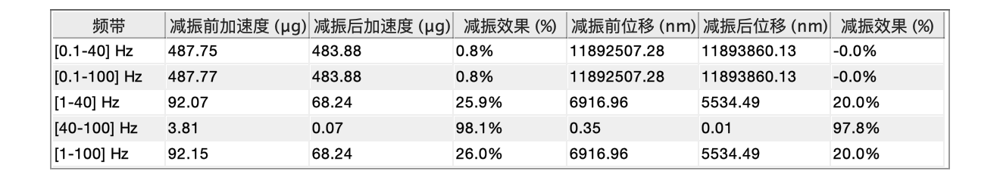 频带 减振前加速度 (μg) 减振后加速度 (μg) 减振效果 (%) 减振前位移 (nm) 减振后位移 (nm) 减振效果 (%)
[0.1-40] Hz 487.75 483.88 0.8% 11892507.28 11893860.13 -0.0%
[0.1-100] Hz 487.77 483.88 0.8% 11892507.28 11893860.13 -0.0%
[1-40] Hz 92.07 68.24 25.9% 6916.96 5534.49 20.0%
[40-100] Hz 3.81 0.07 98.1% 0.35 0.01 97.8%
[1-100] Hz 92.15 68.24 26.0% 6916.96 5534.49 20.0%